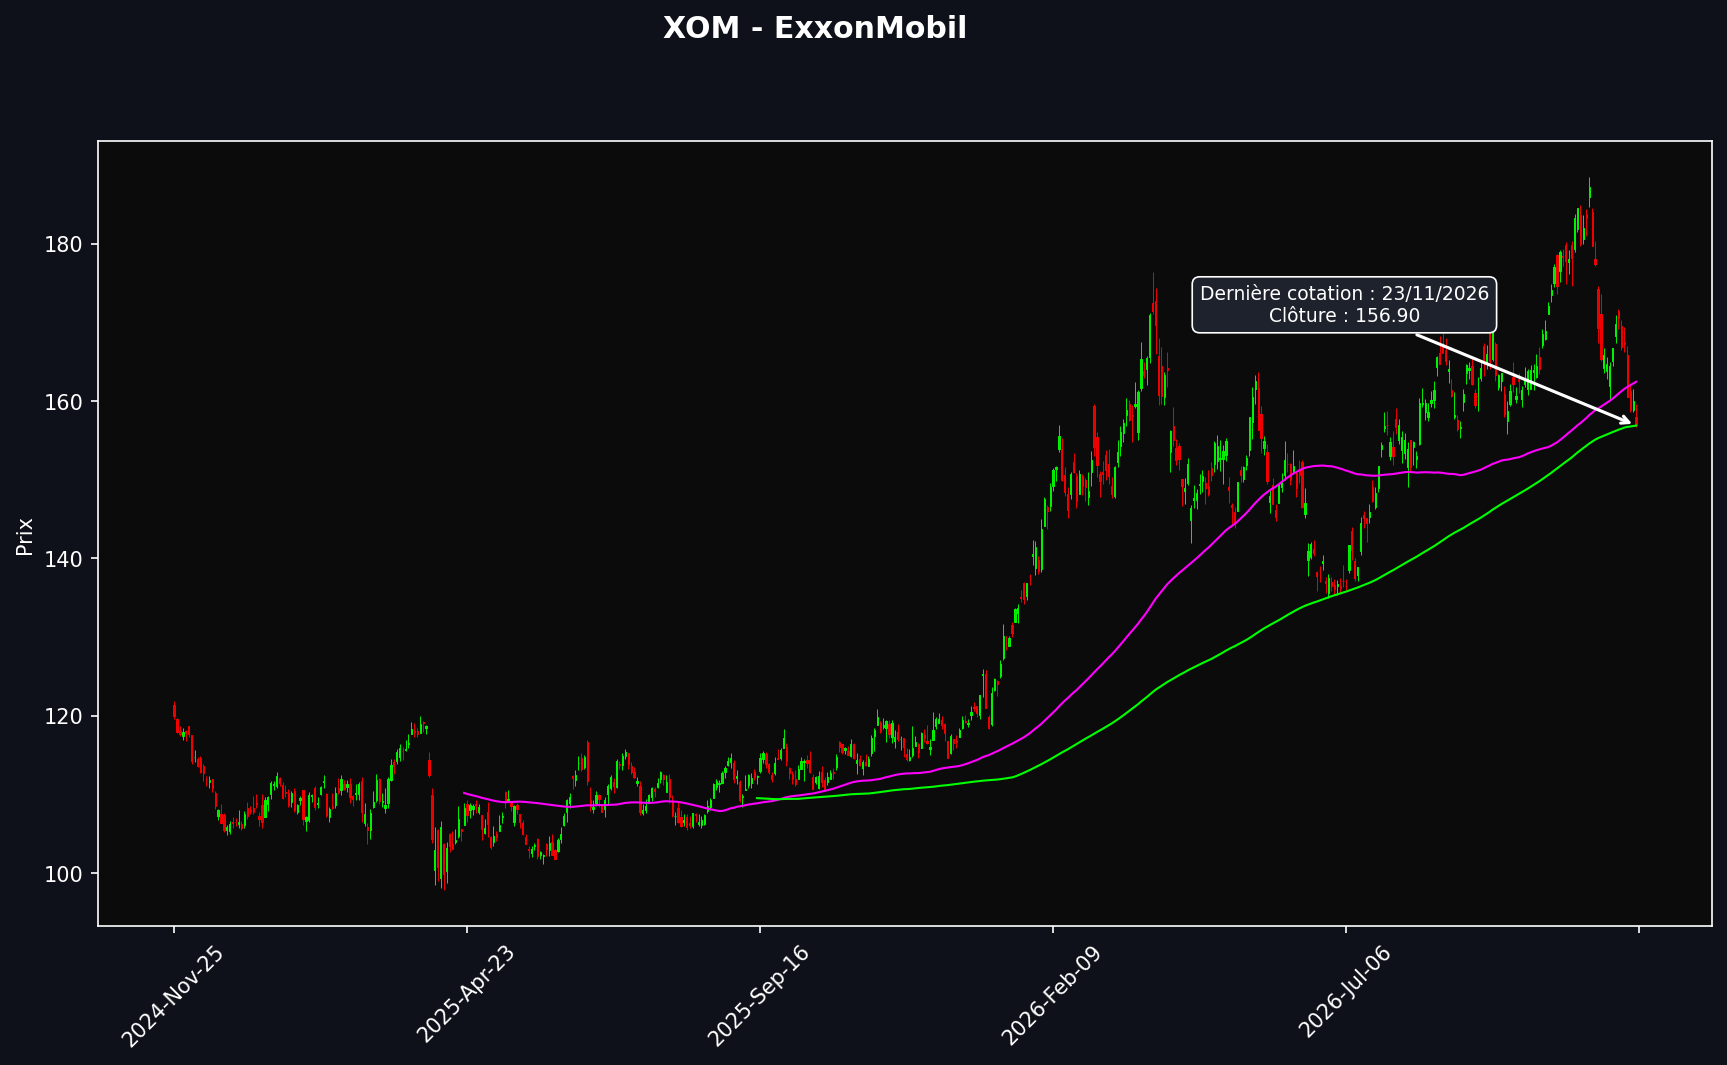 XOM - ExxonMobil
Dernière cotation : 23/11/2026
Clôture : 156.90
Prix
180
160
140
120
100
2024-Nov-25
2025-Apr-23
2025-Sep-16
2026-Feb-09
2026-Jul-06